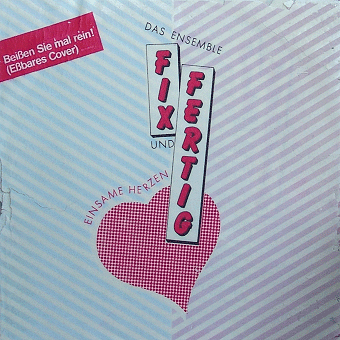 Beißen Sie mal rein!
(Eßbares Cover)
DAS ENSEMBLE
FIX
UND
FERTIG
EINSAME HERZEN